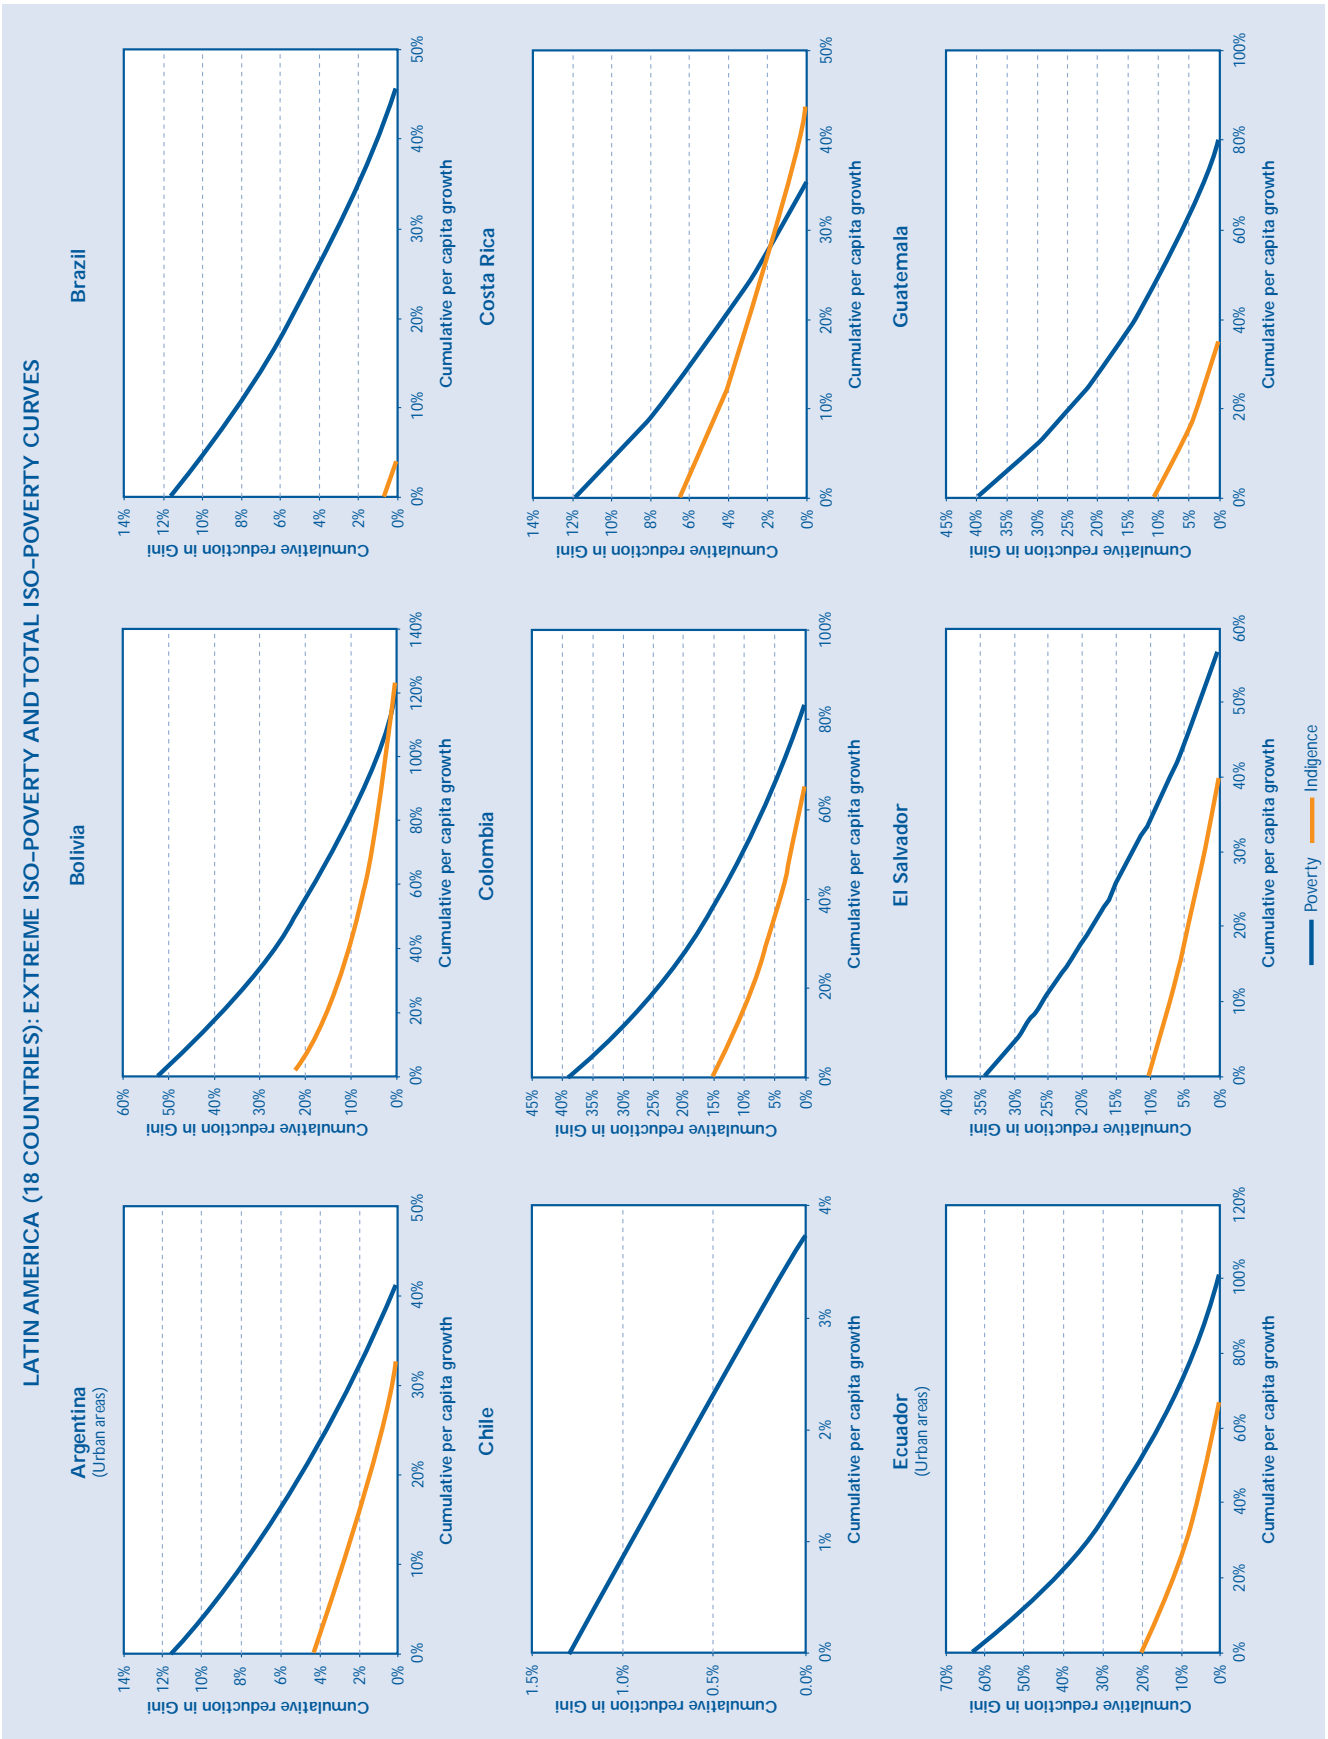 LATIN AMERICA (18 COUNTRIES): EXTREME ISO-POVERTY AND TOTAL ISO-POVERTY CURVES
Argentina
(Urban areas)
Cumulative reduction in Gini
14%
12%
10%
8%
6%
4%
2%
0%
0% 10% 20% 30% 40% 50%
Cumulative per capita growth
Bolivia
Cumulative reduction in Gini
60%
50%
40%
30%
20%
10%
0%
0% 20% 40% 60% 80% 100% 120% 140%
Cumulative per capita growth
Brazil
Cumulative reduction in Gini
14%
12%
10%
8%
6%
4%
2%
0%
0% 10% 20% 30% 40% 50%
Cumulative per capita growth
Chile
Cumulative reduction in Gini
1.5%
1.0%
0.5%
0.0%
0% 1% 2% 3% 4%
Cumulative per capita growth
Colombia
Cumulative reduction in Gini
45%
40%
35%
30%
25%
20%
15%
10%
5%
0%
0% 20% 40% 60% 80% 100%
Cumulative per capita growth
Costa Rica
Cumulative reduction in Gini
14%
12%
10%
8%
6%
4%
2%
0%
0% 10% 20% 30% 40% 50%
Cumulative per capita growth
Ecuador
(Urban areas)
Cumulative reduction in Gini
70%
60%
50%
40%
30%
20%
10%
0%
0% 20% 40% 60% 80% 100% 120%
Cumulative per capita growth
El Salvador
Cumulative reduction in Gini
40%
35%
30%
25%
20%
15%
10%
5%
0%
0% 10% 20% 30% 40% 50% 60%
Cumulative per capita growth
Guatemala
Cumulative reduction in Gini
45%
40%
35%
30%
25%
20%
15%
10%
5%
0%
0% 20% 40% 60% 80% 100%
Cumulative per capita growth
Poverty Indigence